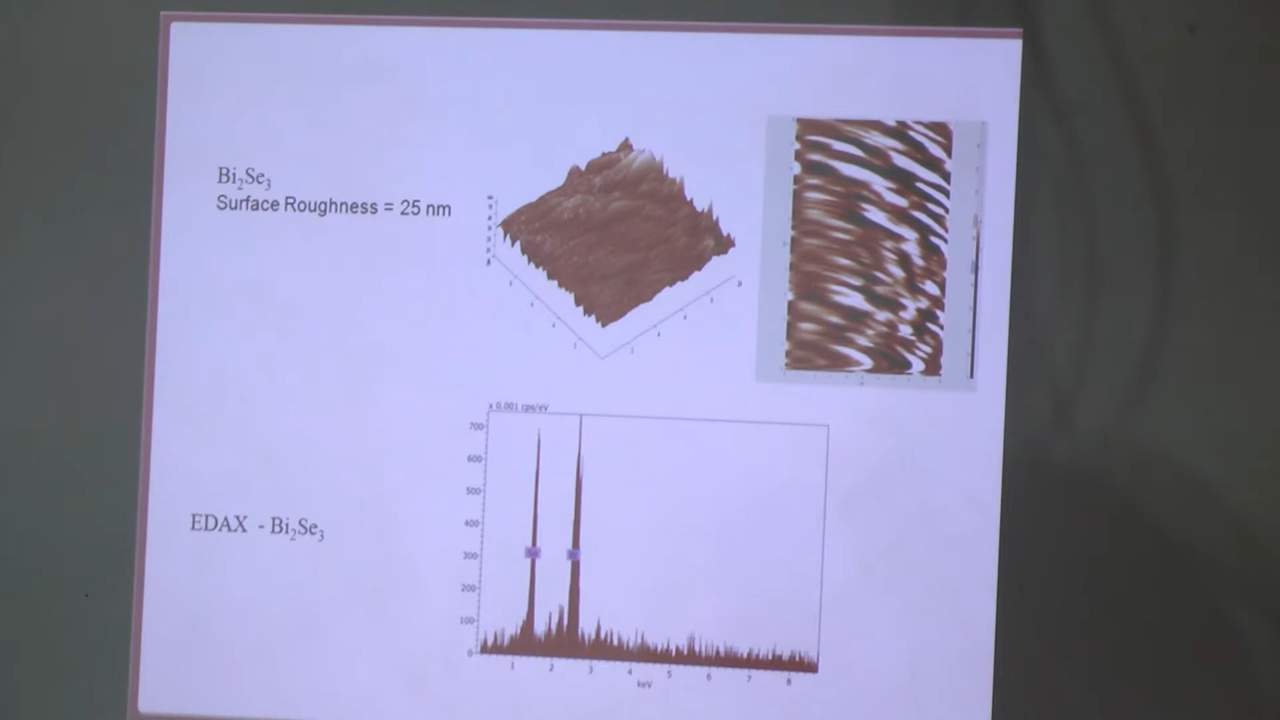 Bi₂Se₃
Surface Roughness = 25 nm
x 0.001 cps/eV
700
600
500
400
300
200
100
0
1 2 3 4 5 6 7 8
keV
EDAX - Bi₂Se₃